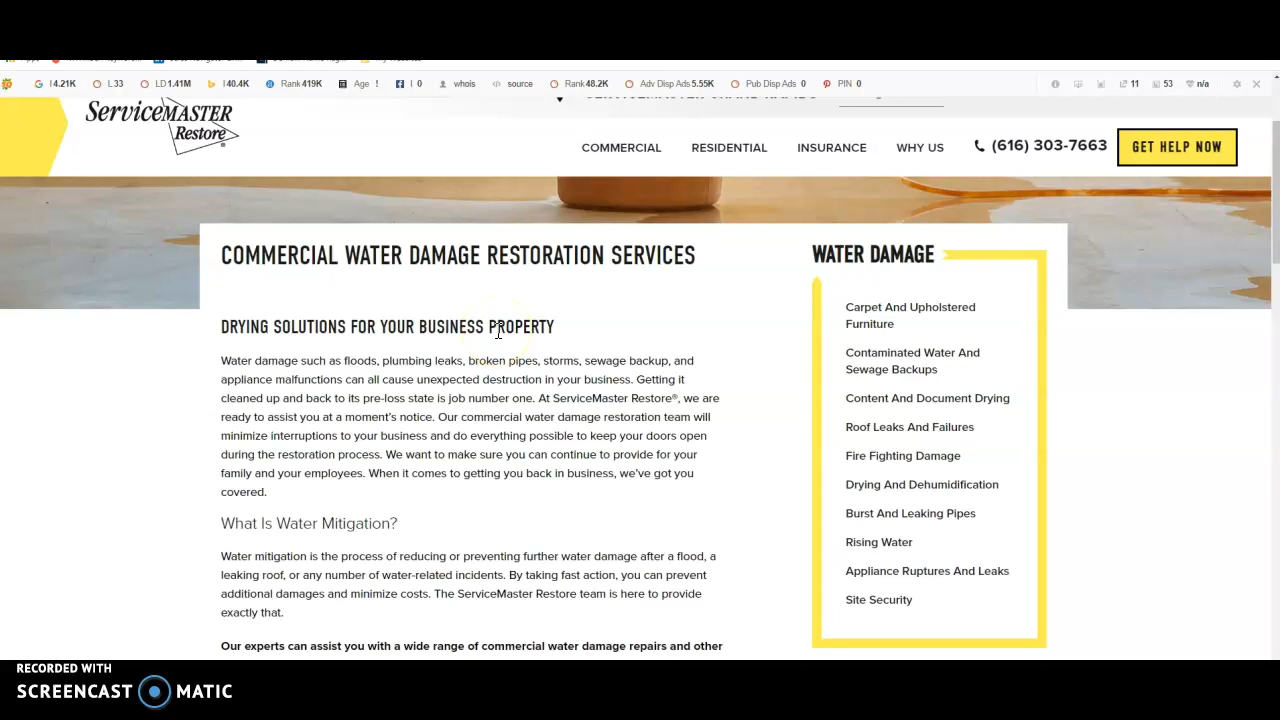 I 4.21K L 33 LD 1.41M I 40.4K Rank 419K Age ! I 0 whois source Rank 48.2K Adv Disp Ads 5.55K Pub Disp Ads 0 PIN 0 11 53 n/a
ServiceMASTER
Restore®
COMMERCIAL RESIDENTIAL INSURANCE WHY US (616) 303-7663 GET HELP NOW
COMMERCIAL WATER DAMAGE RESTORATION SERVICES
DRYING SOLUTIONS FOR YOUR BUSINESS PROPERTY
Water damage such as floods, plumbing leaks, broken pipes, storms, sewage backup, and
appliance malfunctions can all cause unexpected destruction in your business. Getting it
cleaned up and back to its pre-loss state is job number one. At ServiceMaster Restore®, we are
ready to assist you at a moment’s notice. Our commercial water damage restoration team will
minimize interruptions to your business and do everything possible to keep your doors open
during the restoration process. We want to make sure you can continue to provide for your
family and your employees. When it comes to getting you back in business, we’ve got you
covered.
What Is Water Mitigation?
Water mitigation is the process of reducing or preventing further water damage after a flood, a
leaking roof, or any number of water-related incidents. By taking fast action, you can prevent
additional damages and minimize costs. The ServiceMaster Restore team is here to provide
exactly that.
Our experts can assist you with a wide range of commercial water damage repairs and other
WATER DAMAGE
Carpet And Upholstered
Furniture
Contaminated Water And
Sewage Backups
Content And Document Drying
Roof Leaks And Failures
Fire Fighting Damage
Drying And Dehumidification
Burst And Leaking Pipes
Rising Water
Appliance Ruptures And Leaks
Site Security
RECORDED WITH
SCREENCAST MATIC